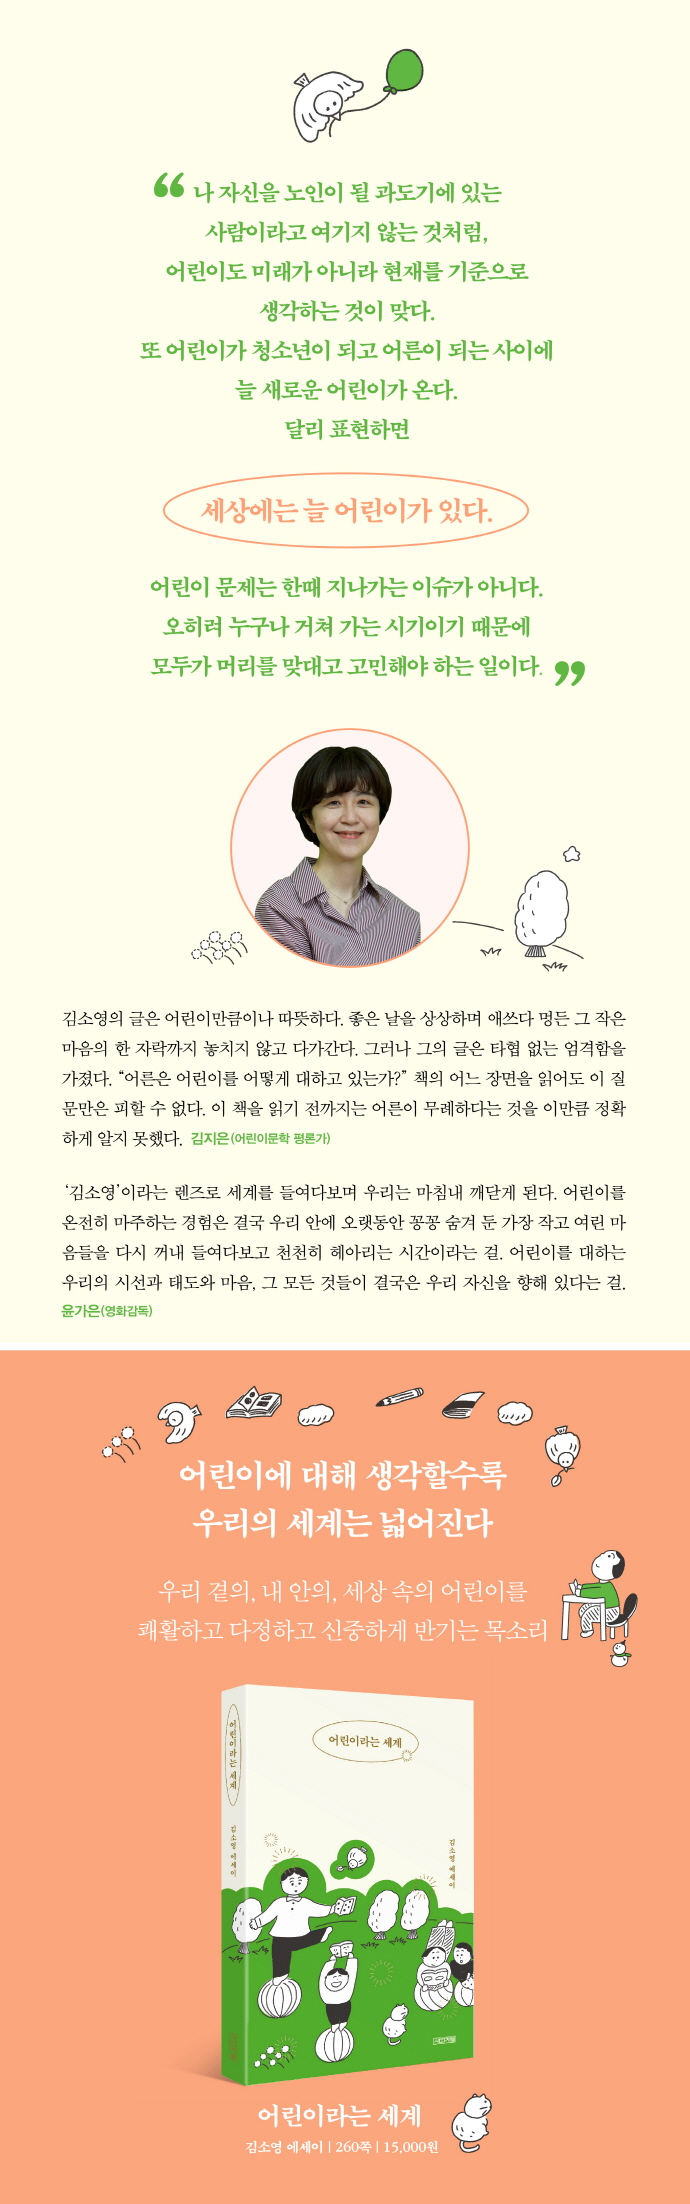 “ 나 자신을 노인이 될 과도기에 있는
사람이라고 여기지 않는 것처럼,
어린이도 미래가 아니라 현재를 기준으로
생각하는 것이 맞다.
또 어린이가 청소년이 되고 어른이 되는 사이에
늘 새로운 어린이가 온다.
달리 표현하면
세상에는 늘 어린이가 있다.
어린이 문제는 한때 지나가는 이슈가 아니다.
오히려 누구나 거쳐 가는 시기이기 때문에
모두가 머리를 맞대고 고민해야 하는 일이다. ”
김소영의 글은 어린이만큼이나 따뜻하다. 좋은 날을 상상하며 애쓰다 멍든 그 작은
마음의 한 자락까지 놓치지 않고 다가간다. 그러나 그의 글은 타협 없는 엄격함을
가졌다. “어른은 어린이를 어떻게 대하고 있는가?” 책의 어느 장면을 읽어도 이 질
문만은 피할 수 없다. 이 책을 읽기 전까지는 어른이 무례하다는 것을 이만큼 정확
하게 알지 못했다. 김지은(어린이문학 평론가)
‘김소영’이라는 렌즈로 세계를 들여다보며 우리는 마침내 깨닫게 된다. 어린이를
온전히 마주하는 경험은 결국 우리 안에 오랫동안 꽁꽁 숨겨 둔 가장 작고 여린 마
음들을 다시 꺼내 들여다보고 천천히 헤아리는 시간이라는 걸. 어린이를 대하는
우리의 시선과 태도와 마음, 그 모든 것들이 결국은 우리 자신을 향해 있다는 걸.
윤가은(영화감독)
어린이에 대해 생각할수록
우리의 세계는 넓어진다
우리 곁의, 내 안의, 세상 속의 어린이를
쾌활하고 다정하고 신중하게 반기는 목소리
어린이라는 세계
김소영 에세이
어린이라는 세계
김소영 에세이
사계절
어린이라는 세계
김소영 에세이 | 260쪽 | 15,000원